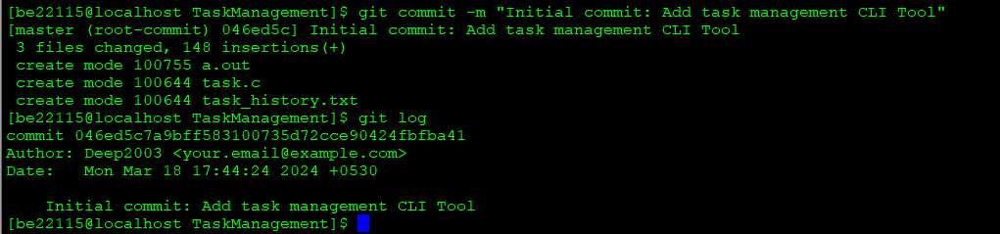 [be22115@localhost TaskManagement]$ git commit -m "Initial commit: Add task management CLI Tool"
[master (root-commit) 046ed5c] Initial commit: Add task management CLI Tool
 3 files changed, 148 insertions(+)
 create mode 100755 a.out
 create mode 100644 task.c
 create mode 100644 task_history.txt
[be22115@localhost TaskManagement]$ git log
commit 046ed5c7a9bff583100735d72cce90424fbfba41
Author: Deep2003 <your.email@example.com>
Date:   Mon Mar 18 17:44:24 2024 +0530

    Initial commit: Add task management CLI Tool
[be22115@localhost TaskManagement]$